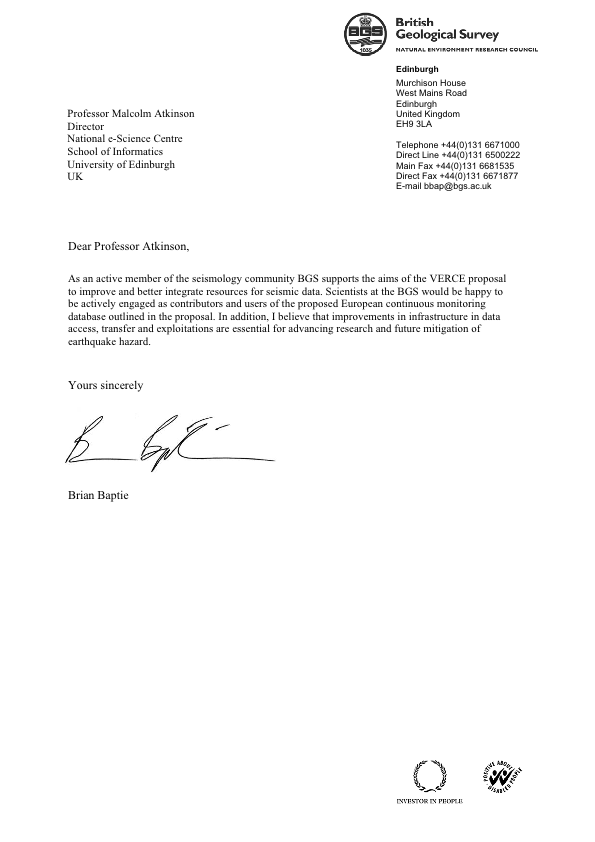 BGS
1835
British
Geological Survey
NATURAL ENVIRONMENT RESEARCH COUNCIL
Edinburgh
Murchison House
West Mains Road
Edinburgh
United Kingdom
EH9 3LA
Telephone +44(0)131 6671000
Direct Line +44(0)131 6500222
Main Fax +44(0)131 6681535
Direct Fax +44(0)131 6671877
E-mail bbap@bgs.ac.uk
Professor Malcolm Atkinson
Director
National e-Science Centre
School of Informatics
University of Edinburgh
UK
Dear Professor Atkinson,
As an active member of the seismology community BGS supports the aims of the VERCE proposal
to improve and better integrate resources for seismic data. Scientists at the BGS would be happy to
be actively engaged as contributors and users of the proposed European continuous monitoring
database outlined in the proposal. In addition, I believe that improvements in infrastructure in data
access, transfer and exploitations are essential for advancing research and future mitigation of
earthquake hazard.
Yours sincerely
Brian Baptie
INVESTOR IN PEOPLE
POSITIVE ABOUT
DISABLED PEOPLE